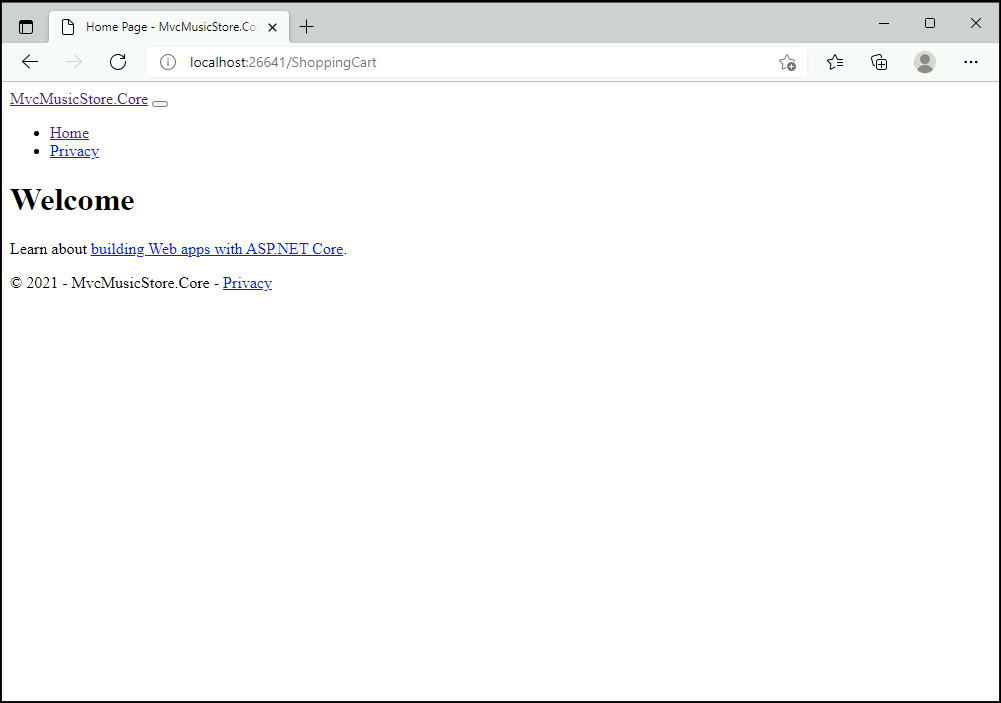 Home Page - MvcMusicStore.Co
localhost:26641/ShoppingCart
MvcMusicStore.Core
Home
Privacy
Welcome
Learn about building Web apps with ASP.NET Core.
© 2021 - MvcMusicStore.Core - Privacy